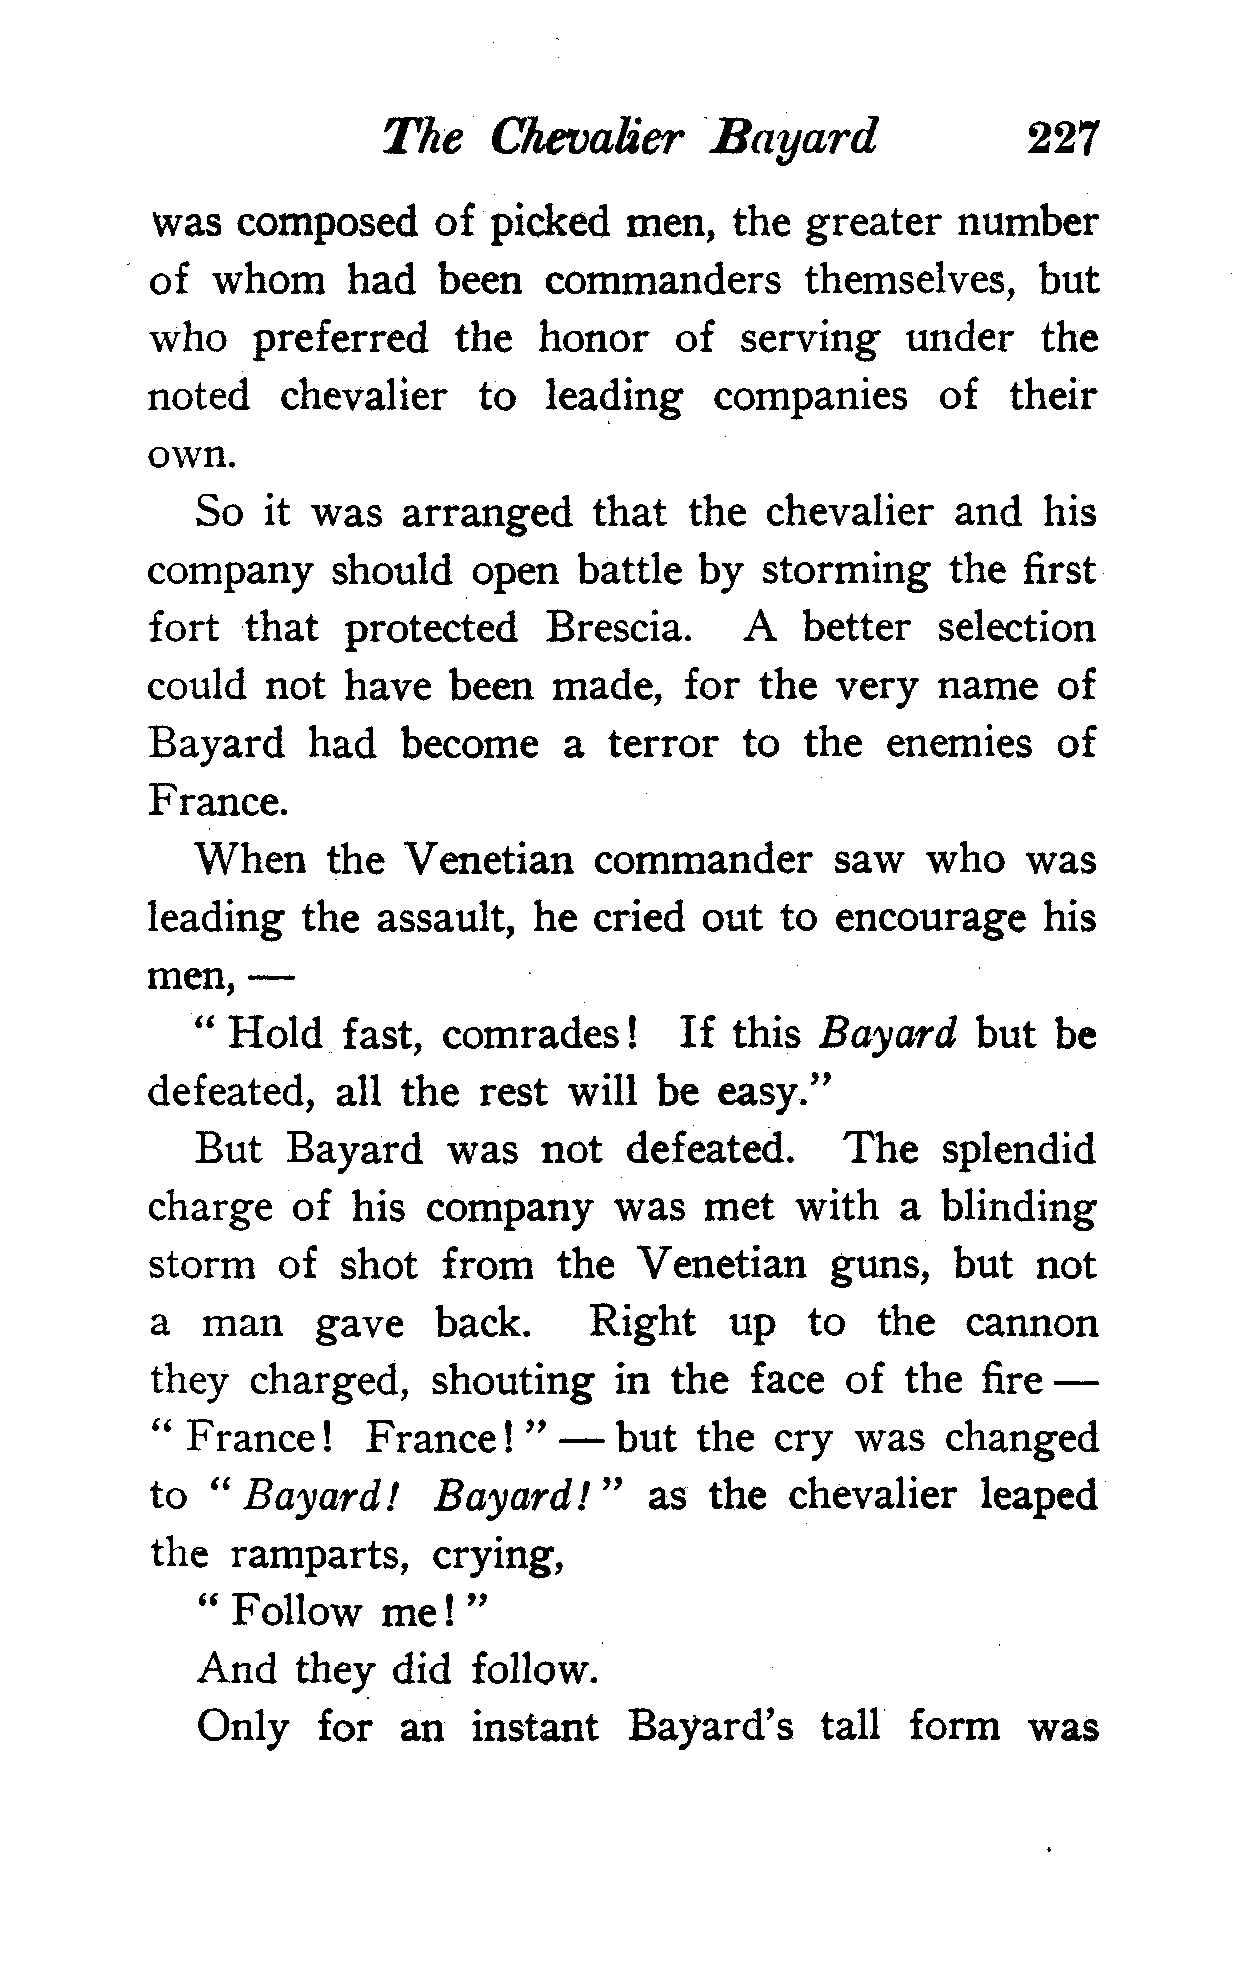 The Chevalier Bayard 227
was composed of picked men, the greater number
of whom had been commanders themselves, but
who preferred the honor of serving under the
noted chevalier to leading companies of their
own.
So it was arranged that the chevalier and his
company should open battle by storming the first
fort that protected Brescia. A better selection
could not have been made, for the very name of
Bayard had become a terror to the enemies of
France.
When the Venetian commander saw who was
leading the assault, he cried out to encourage his
men, —
“ Hold fast, comrades! If this Bayard but be
defeated, all the rest will be easy.”
But Bayard was not defeated. The splendid
charge of his company was met with a blinding
storm of shot from the Venetian guns, but not
a man gave back. Right up to the cannon
they charged, shouting in the face of the fire —
“ France! France! ” — but the cry was changed
to “ Bayard! Bayard! ” as the chevalier leaped
the ramparts, crying,
“ Follow me! ”
And they did follow.
Only for an instant Bayard's tall form was